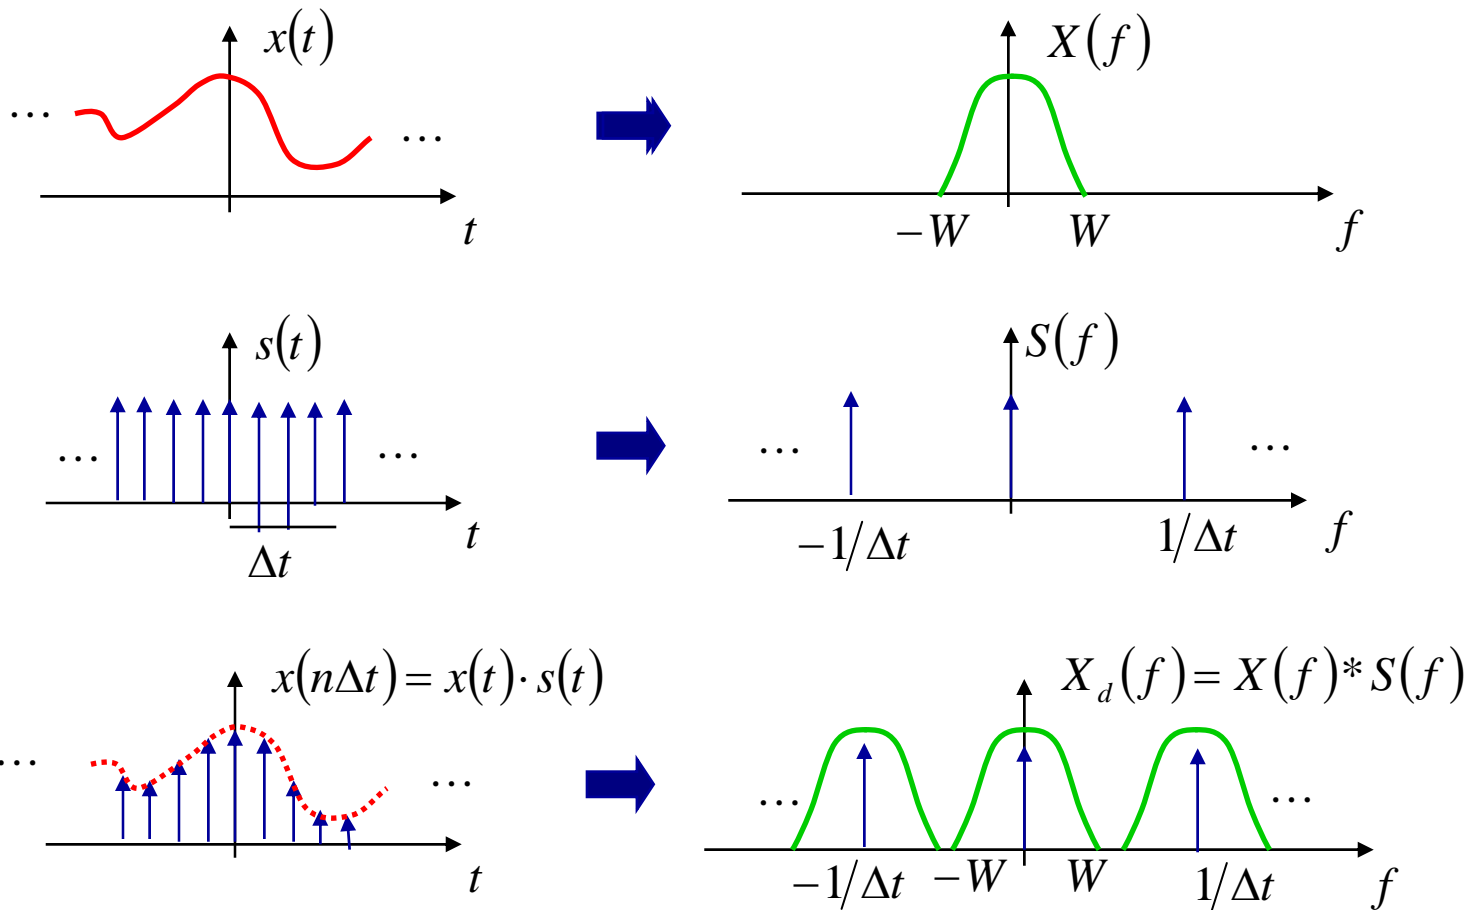 x(t)
X(f)
… …
t
−W W f
s(t)
S(f)
… … … …
Δt t
−1/Δt 1/Δt f
x(nΔt) = x(t) · s(t)
X_d(f) = X(f) * S(f)
… … … …
t
−1/Δt −W W 1/Δt f